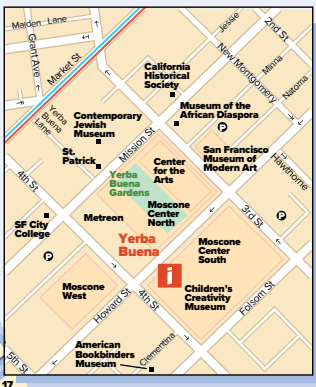 Maiden Lane
Grant Ave
Market St
Jessie
2nd St
New Montgomery
Minna
Natoma
California
Historical
Society
Yerba
Buena
Lane
Contemporary
Jewish
Museum
Museum of the
African Diaspora
P
Mission St
St.
Patrick
Center
for the
Arts
San Francisco
Museum of
Modern Art
Hawthorne
4th St
Yerba
Buena
Gardens
Moscone
Center
North
3rd St
P
SF City
College
Metreon
Yerba
Buena
Moscone
Center
South
P
i
Moscone
West
Howard St
4th St
Children's
Creativity
Museum
Folsom St
American
Bookbinders
Museum
Clementina
5th St
17